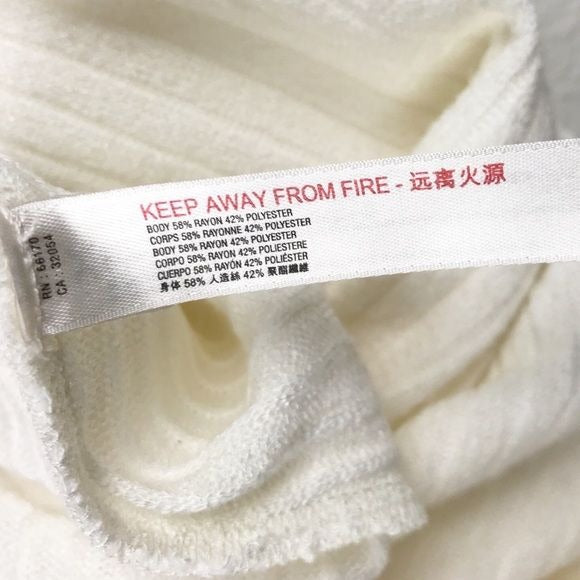 KEEP AWAY FROM FIRE - 远离火源
BODY 58% RAYON 42% POLYESTER
CORPS 58% RAYONNE 42% POLYESTER
BODY 58% RAYON 42% POLYESTER
CORPO 58% RAYON 42% POLIESTERE
CUERPO 58% RAYÓN 42% POLIÉSTER
身体 58% 人造絲 42% 聚酯纖維
RN : 66170
CA : 32054